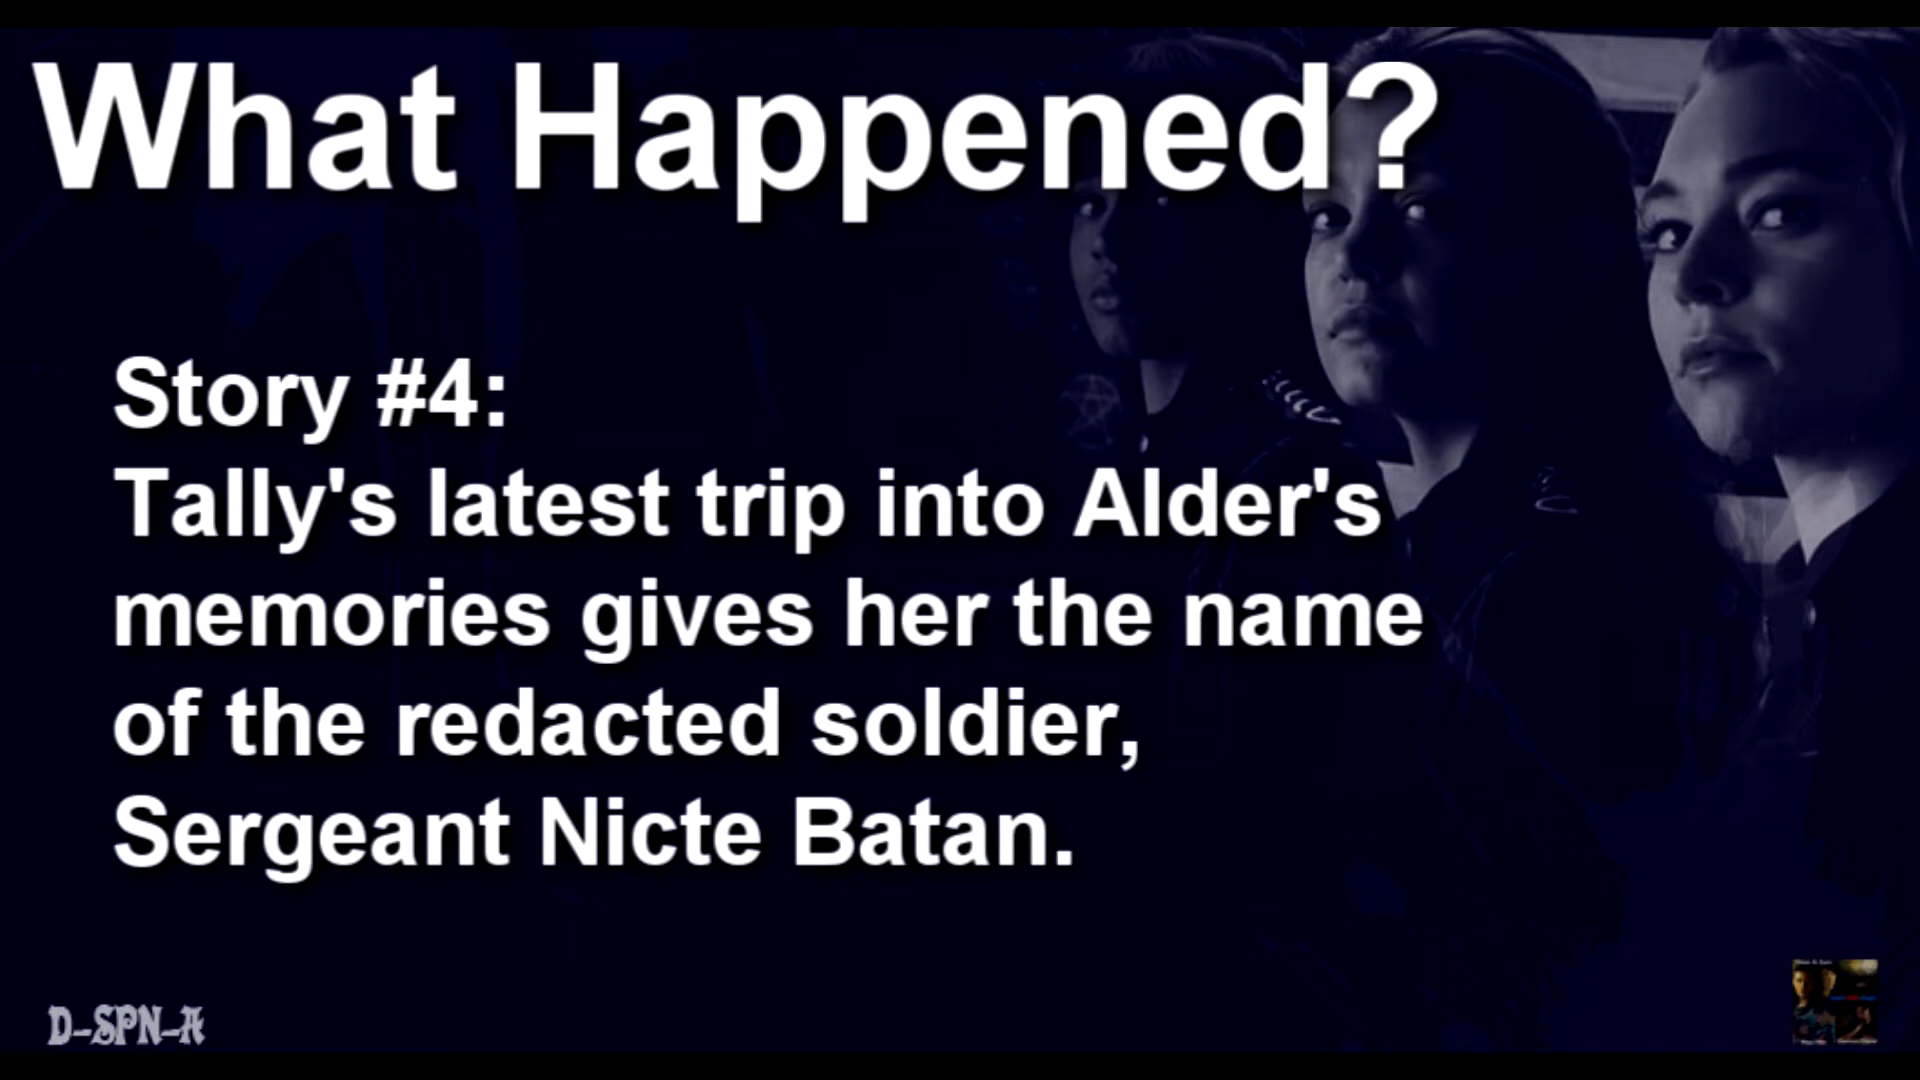 What Happened?
Story #4:
Tally's latest trip into Alder's
memories gives her the name
of the redacted soldier,
Sergeant Nicte Batan.
D-SPN-A